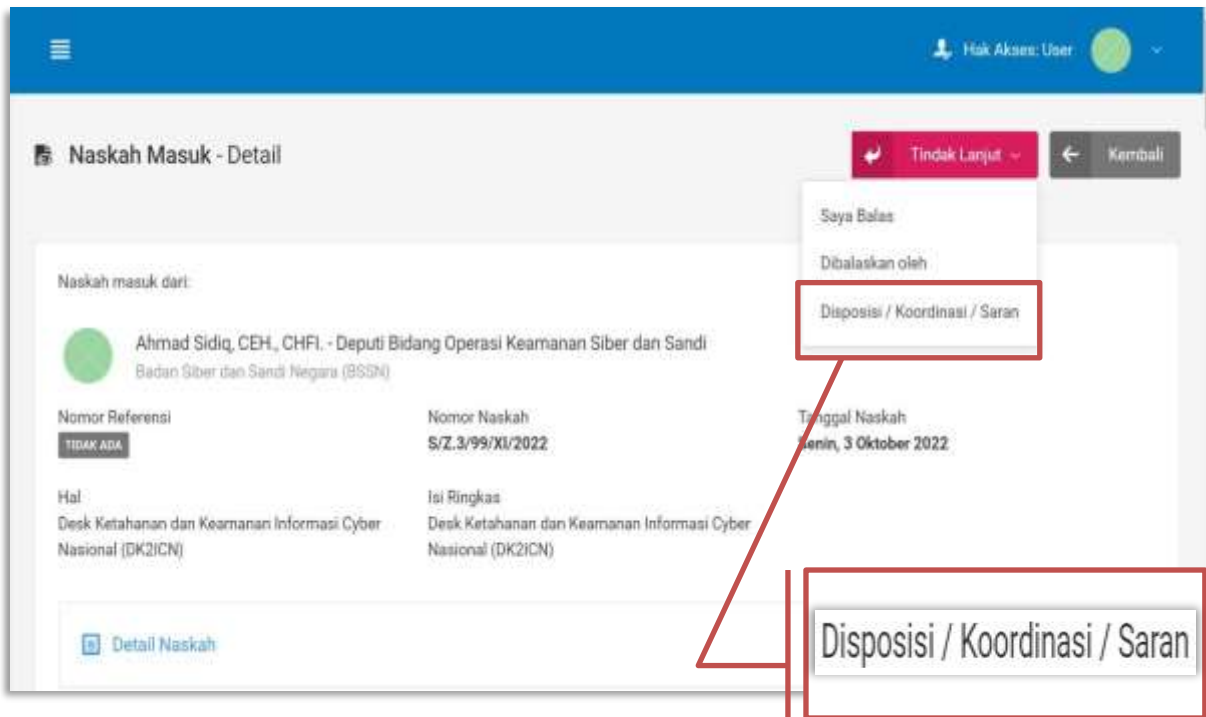 Hak Akses: User
Naskah Masuk - Detail
Tindak Lanjut
Kembali
Saya Balas
Dibalaskan oleh
Disposisi / Koordinasi / Saran
Naskah masuk dari:
Ahmad Sidiq, CEH., CHFI. - Deputi Bidang Operasi Keamanan Siber dan Sandi
Badan Siber dan Sandi Negara (BSSN)
Nomor Referensi
Nomor Naskah
Tanggal Naskah
TIDAK ADA
S/Z.3/99/XI/2022
Senin, 3 Oktober 2022
Hal
Isi Ringkas
Desk Ketahanan dan Keamanan Informasi Cyber
Nasional (DK2ICN)
Desk Ketahanan dan Keamanan Informasi Cyber
Nasional (DK2ICN)
Detail Naskah
Disposisi / Koordinasi / Saran